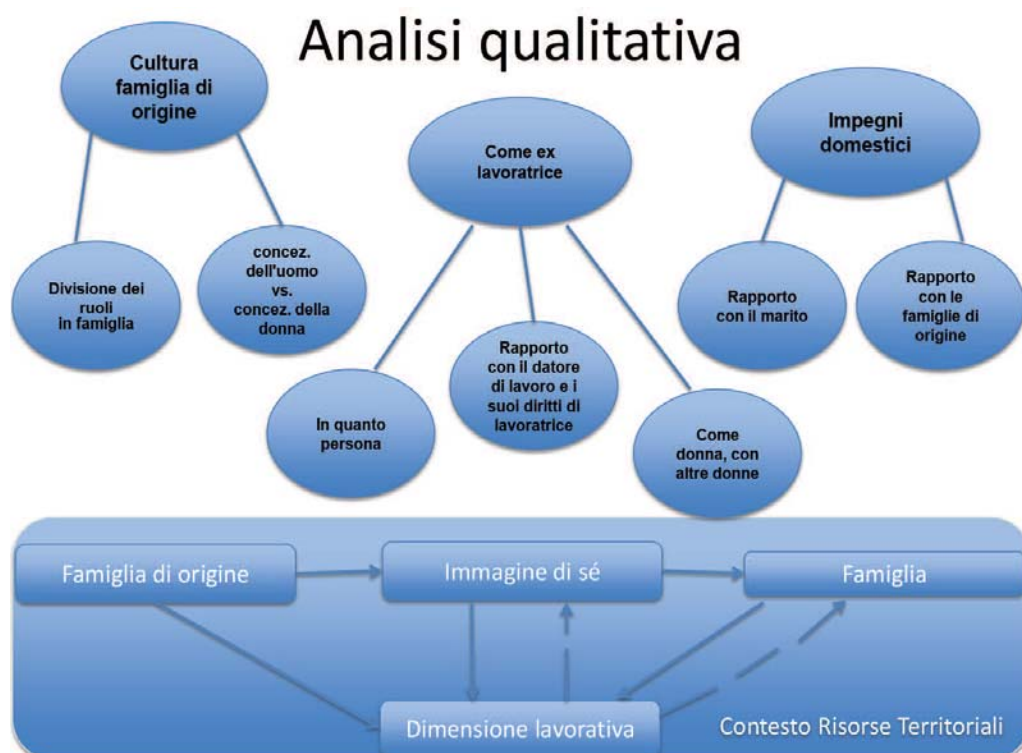 Analisi qualitativa
Cultura
famiglia di
origine
Divisione dei
ruoli
in famiglia
concez.
dell'uomo
vs.
concez. della
donna
Come ex
lavoratrice
In quanto
persona
Rapporto
con il datore
di lavoro e i
suoi diritti di
lavoratrice
Come
donna, con
altre donne
Impegni
domestici
Rapporto
con il marito
Rapporto
con le
famiglie di
origine
Famiglia di origine
Immagine di sé
Famiglia
Dimensione lavorativa
Contesto Risorse Territoriali